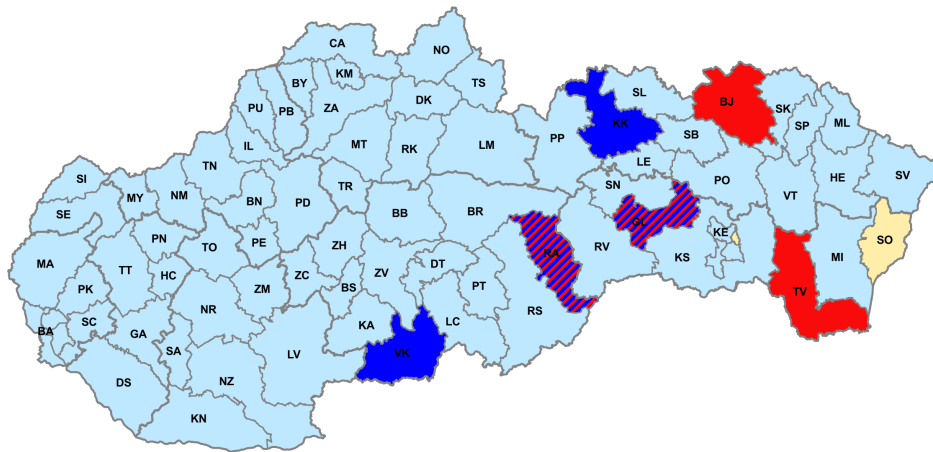 CA
NO
KM
BY
TS
PU
PB
ZA
DK
SL
BJ
SK
KK
SP
ML
SB
IL
MT
RK
LM
PP
LE
TN
SI
MY
NM
BN
PD
TR
SN
PO
VT
HE
SV
SE
BB
BR
GL
KE
SO
PN
TO
PE
ZH
RA
RV
KS
MI
MA
TT
HC
ZM
ZC
BS
ZV
DT
PT
PK
TV
BA
SC
GA
NR
SA
LV
KA
LC
RS
VK
DS
NZ
KN